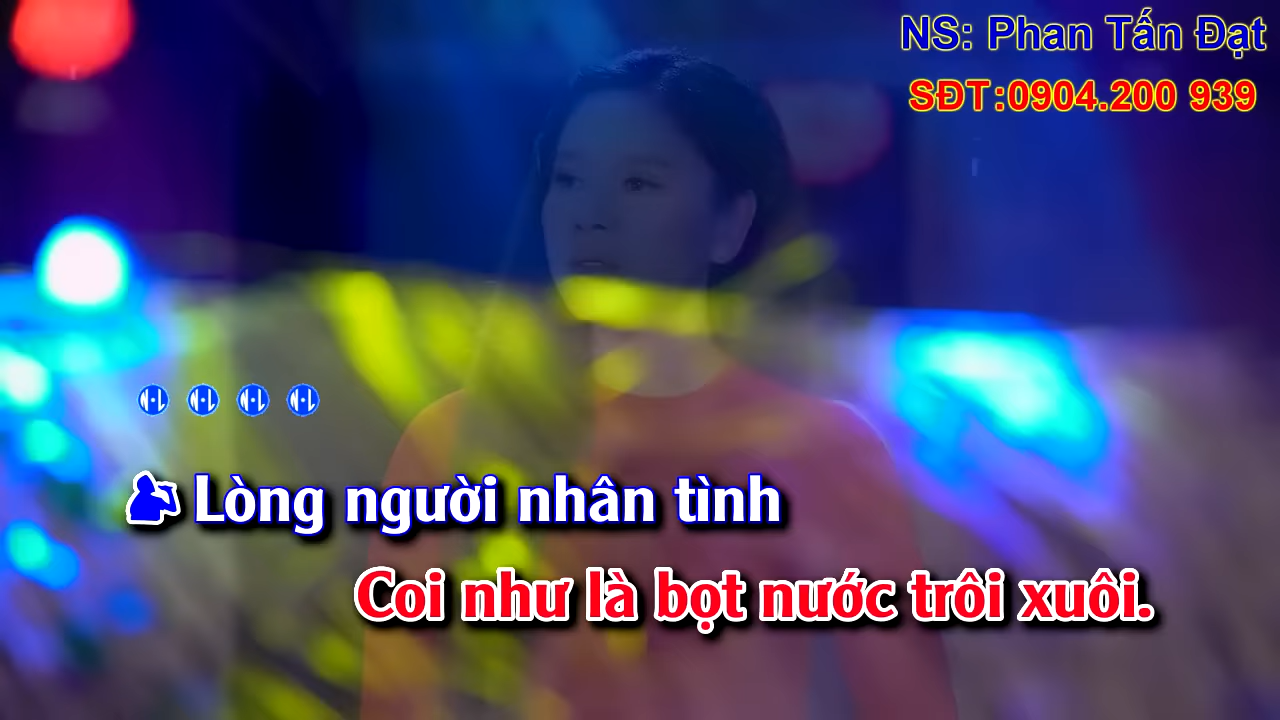 NS: Phan Tấn Đạt
SĐT:0904.200 939
N·L N·L N·L N·L
Lòng người nhân tình
Coi như là bọt nước trôi xuôi.